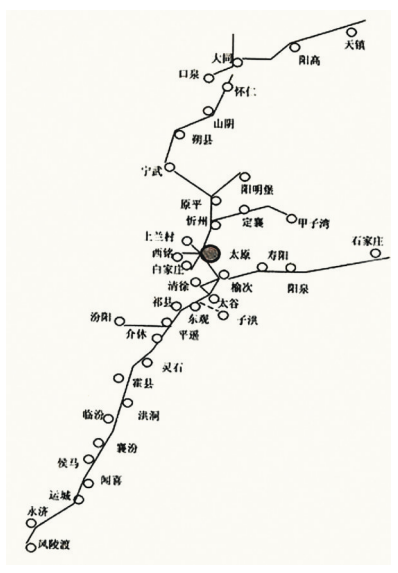 天镇
大同
阳高
口泉
怀仁
山阴
朔县
宁武
阳明堡
原平
忻州
定襄
甲子湾
上兰村
西铭
太原
寿阳
石家庄
白家庄
清徐
榆次
阳泉
祁县
太谷
汾阳
东观
子洪
介休
平遥
灵石
霍县
临汾
洪洞
襄汾
侯马
闻喜
运城
永济
风陵渡